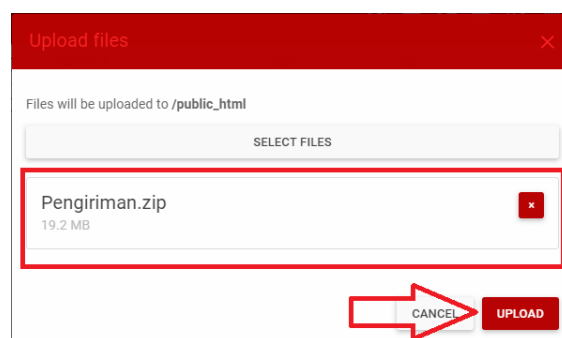 Upload files
Files will be uploaded to /public_html
SELECT FILES
Pengiriman.zip
19.2 MB
CANCEL
UPLOAD